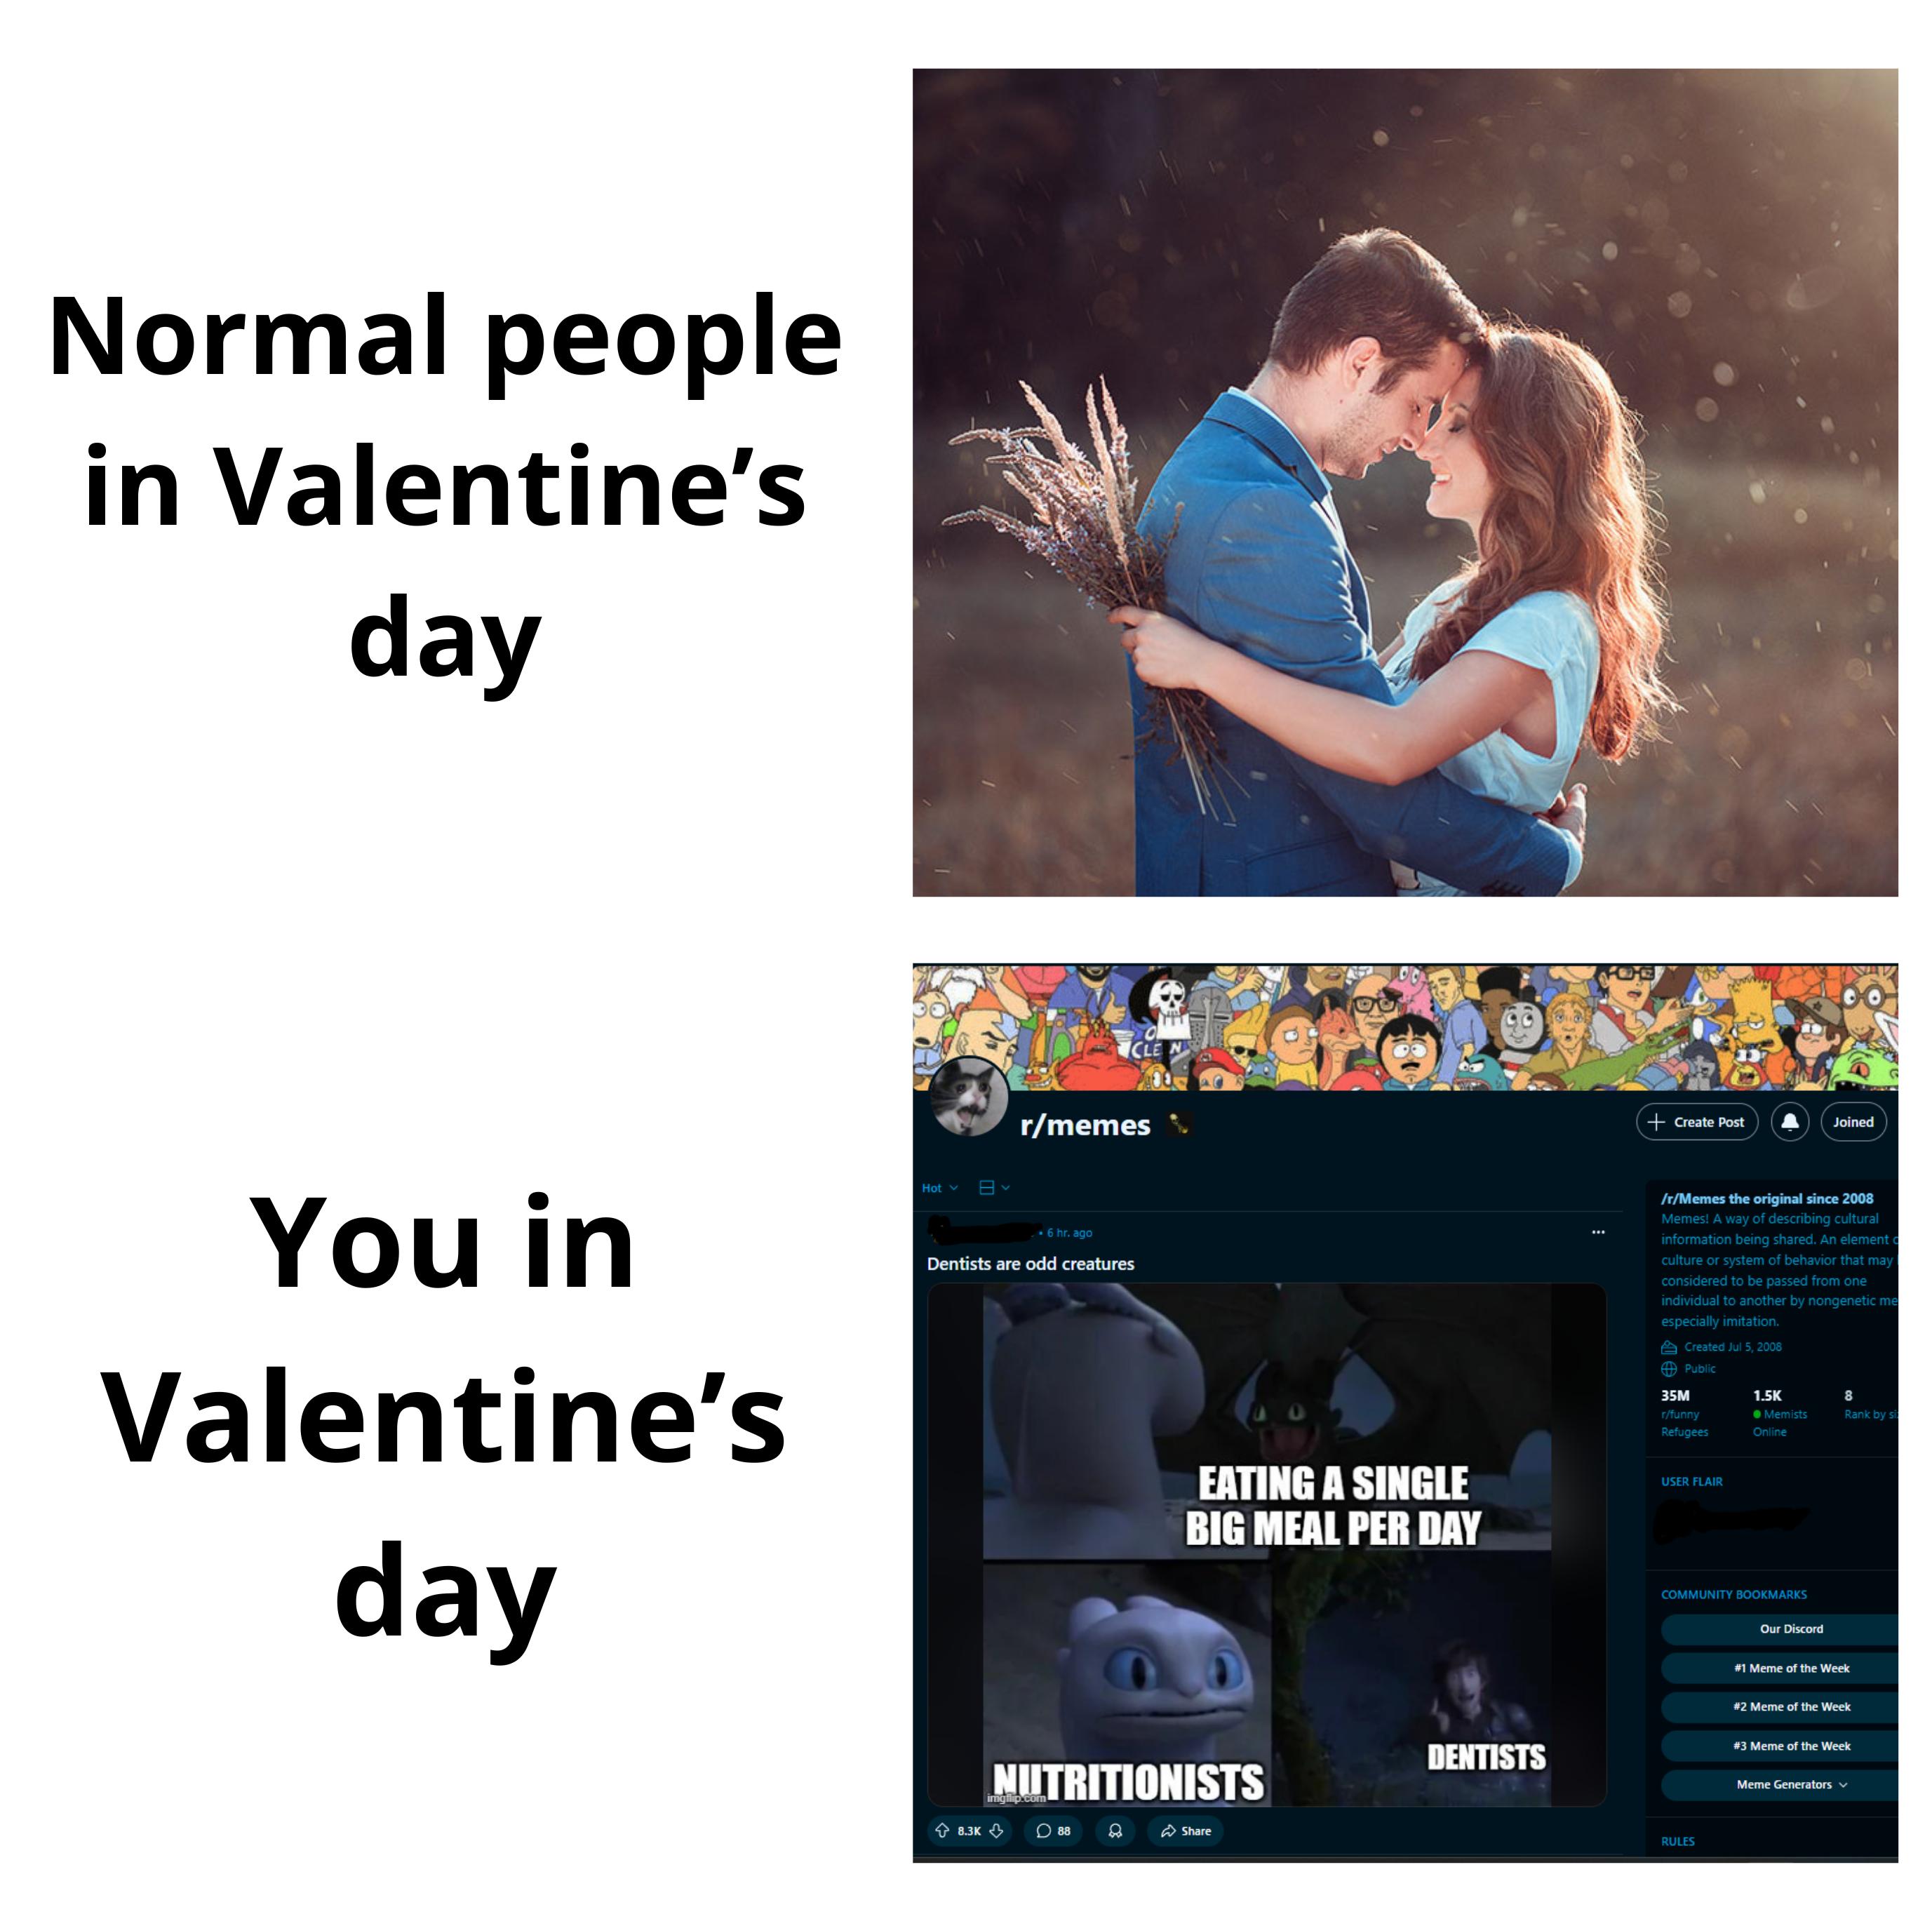 Normal people
in Valentine’s
day
You in
Valentine’s
day
CLEAN
r/memes
Create Post
Joined
Hot
• 6 hr. ago
Dentists are odd creatures
EATING A SINGLE
BIG MEAL PER DAY
NUTRITIONISTS
imgflip.com
DENTISTS
8.3K
88
Share
/r/Memes the original since 2008
Memes! A way of describing cultural
information being shared. An element
culture or system of behavior that may
considered to be passed from one
individual to another by nongenetic me
especially imitation.
Created Jul 5, 2008
Public
35M 1.5K 8
r/funny Memists Rank by si
Refugees Online
USER FLAIR
COMMUNITY BOOKMARKS
Our Discord
#1 Meme of the Week
#2 Meme of the Week
#3 Meme of the Week
Meme Generators
RULES